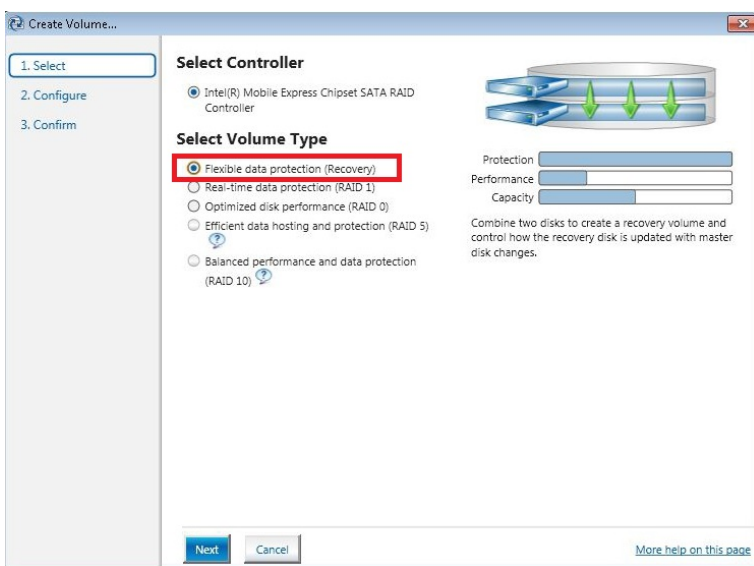 Create Volume...
1. Select
2. Configure
3. Confirm
Select Controller
Intel(R) Mobile Express Chipset SATA RAID
Controller
Select Volume Type
Flexible data protection (Recovery)
Real-time data protection (RAID 1)
Optimized disk performance (RAID 0)
Efficient data hosting and protection (RAID 5)
?
Balanced performance and data protection
(RAID 10) ?
Protection
Performance
Capacity
Combine two disks to create a recovery volume and
control how the recovery disk is updated with master
disk changes.
Next
Cancel
More help on this page